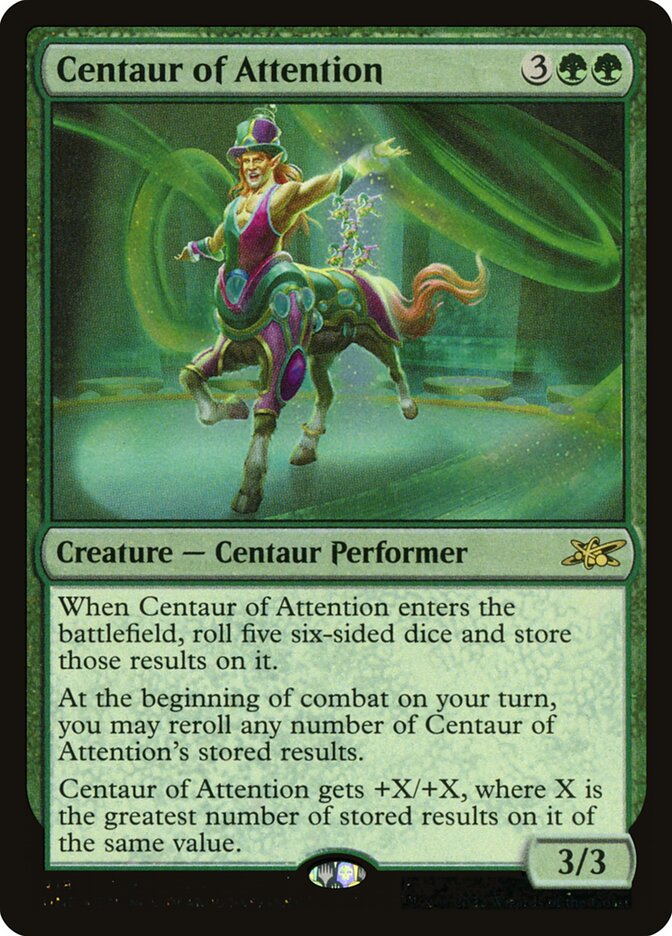 Centaur of Attention 3
Creature — Centaur Performer
When Centaur of Attention enters the
battlefield, roll five six-sided dice and store
those results on it.
At the beginning of combat on your turn,
you may reroll any number of Centaur of
Attention's stored results.
Centaur of Attention gets +X/+X, where X is
the greatest number of stored results on it of
the same value.
3/3